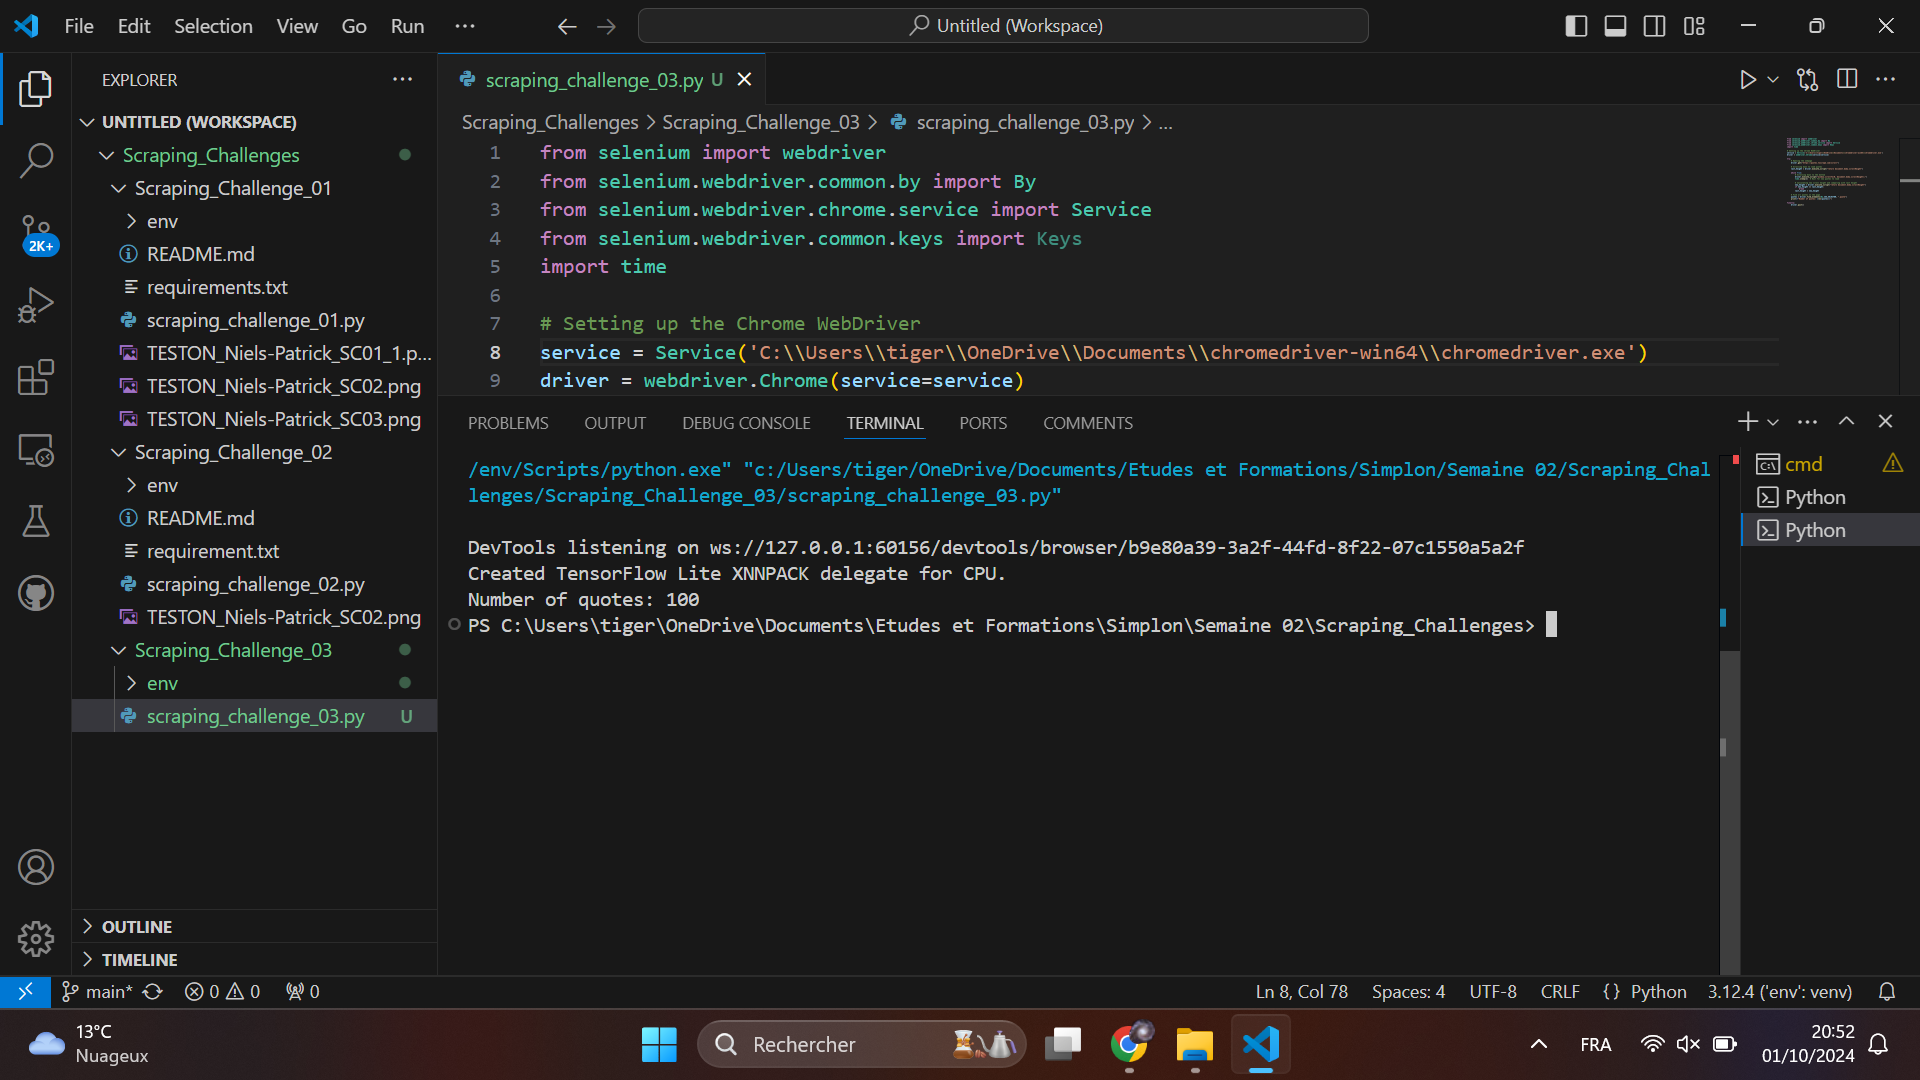 File Edit Selection View Go Run ...
Untitled (Workspace)
EXPLORER
UNTITLED (WORKSPACE)
Scraping_Challenges
Scraping_Challenge_01
env
README.md
requirements.txt
scraping_challenge_01.py
TESTON_Niels-Patrick_SC01_1.p...
TESTON_Niels-Patrick_SC02.png
TESTON_Niels-Patrick_SC03.png
Scraping_Challenge_02
env
README.md
requirement.txt
scraping_challenge_02.py
TESTON_Niels-Patrick_SC02.png
Scraping_Challenge_03
env
scraping_challenge_03.py U
OUTLINE
TIMELINE
2K+
scraping_challenge_03.py U
Scraping_Challenges > Scraping_Challenge_03 > scraping_challenge_03.py > ...
1 from selenium import webdriver
2 from selenium.webdriver.common.by import By
3 from selenium.webdriver.chrome.service import Service
4 from selenium.webdriver.common.keys import Keys
5 import time
6
7 # Setting up the Chrome WebDriver
8 service = Service('C:\\Users\\tiger\\OneDrive\\Documents\\chromedriver-win64\\chromedriver.exe')
9 driver = webdriver.Chrome(service=service)
PROBLEMS OUTPUT DEBUG CONSOLE TERMINAL PORTS COMMENTS
/env/Scripts/python.exe" "c:/Users/tiger/OneDrive/Documents/Etudes et Formations/Simplon/Semaine 02/Scraping_Chal
lenges/Scraping_Challenge_03/scraping_challenge_03.py"
DevTools listening on ws://127.0.0.1:60156/devtools/browser/b9e80a39-3a2f-44fd-8f22-07c1550a5a2f
Created TensorFlow Lite XNNPACK delegate for CPU.
Number of quotes: 100
PS C:\Users\tiger\OneDrive\Documents\Etudes et Formations\Simplon\Semaine 02\Scraping_Challenges>
cmd
Python
Python
main* 0 0 0
Ln 8, Col 78 Spaces: 4 UTF-8 CRLF {} Python 3.12.4 ('env': venv)
13°C
Nuageux
Rechercher
FRA
20:52
01/10/2024